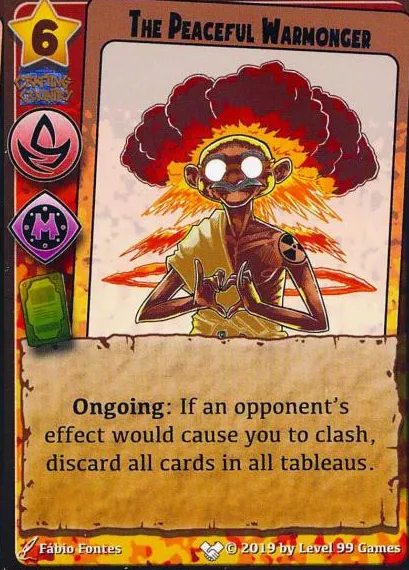 THE PEACEFUL WARMONGER
6
M
Ongoing: If an opponent's
effect would cause you to clash,
discard all cards in all tableaus.
Fábio Fontes
© 2019 by Level 99 Games